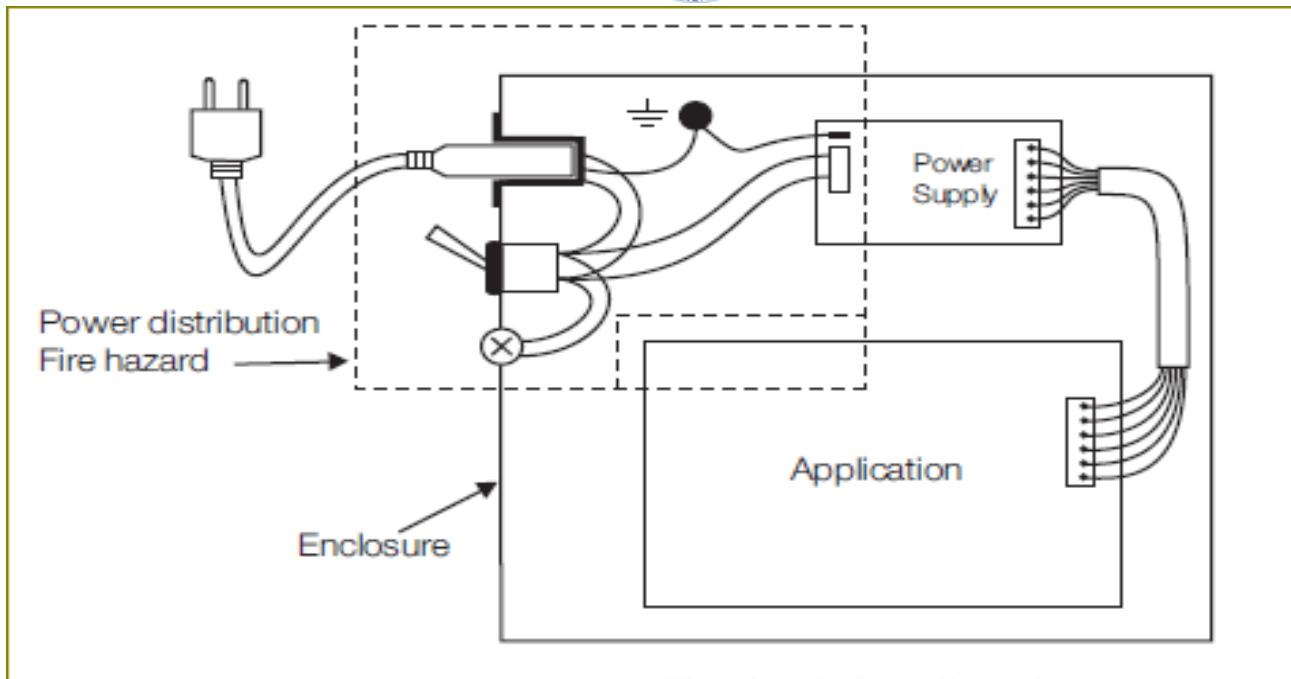 Power
Supply
Power distribution
Fire hazard
Application
Enclosure